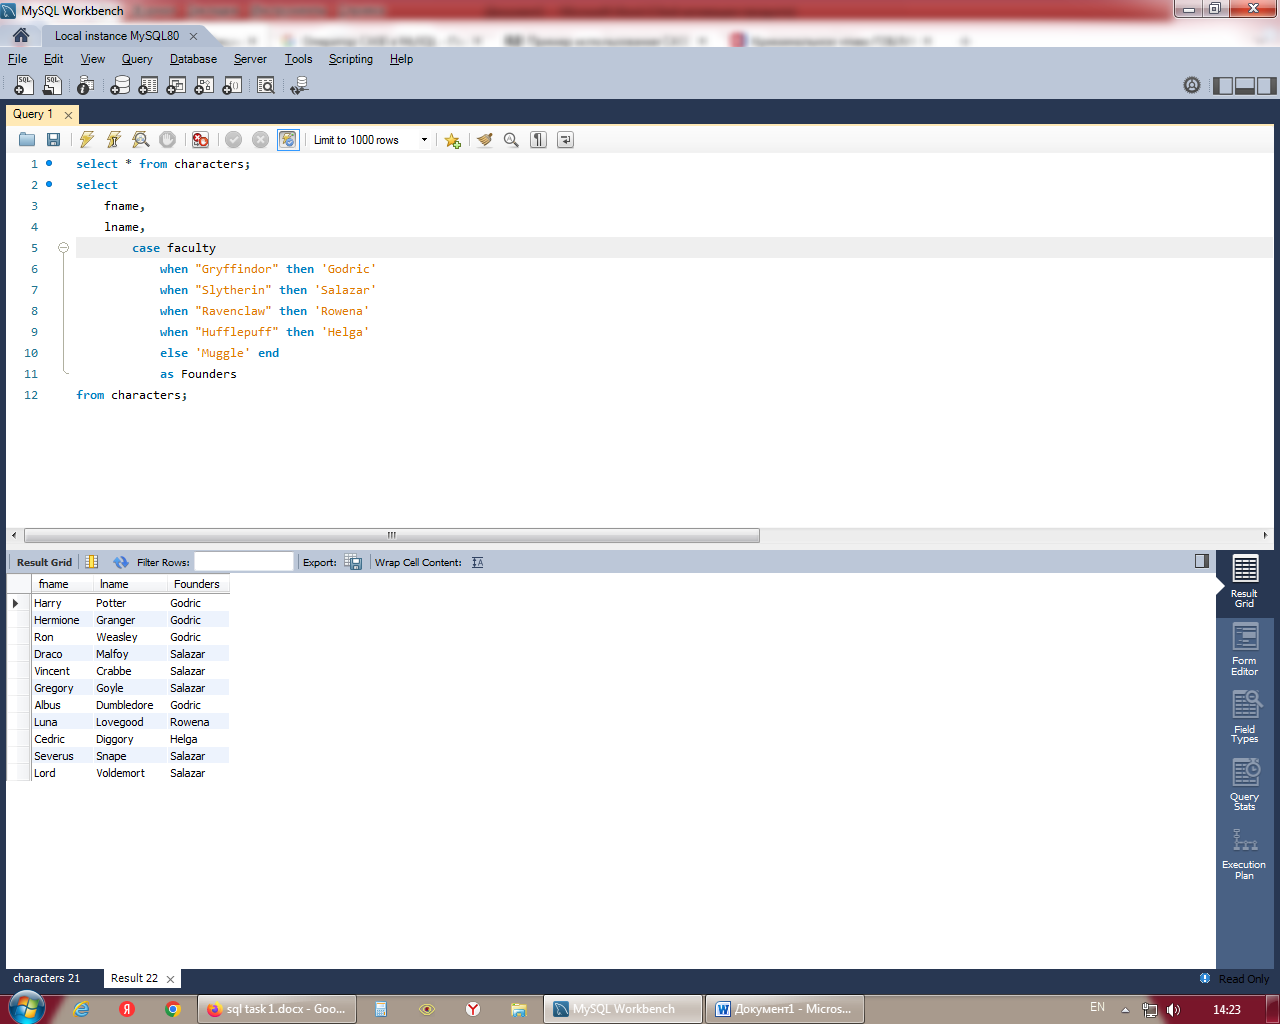 MySQL Workbench
Local instance MySQL80
File Edit View Query Database Server Tools Scripting Help
Query 1
Limit to 1000 rows
1 select * from characters;
2 select
3 fname,
4 lname,
5 case faculty
6 when "Gryffindor" then 'Godric'
7 when "Slytherin" then 'Salazar'
8 when "Ravenclaw" then 'Rowena'
9 when "Hufflepuff" then 'Helga'
10 else 'Muggle' end
11 as Founders
12 from characters;
Result Grid Filter Rows: Export: Wrap Cell Content:
fname lname Founders
Harry Potter Godric
Hermione Granger Godric
Ron Weasley Godric
Draco Malfoy Salazar
Vincent Crabbe Salazar
Gregory Goyle Salazar
Albus Dumbledore Godric
Luna Lovegood Rowena
Cedric Diggory Helga
Severus Snape Salazar
Lord Voldemort Salazar
Result
Grid
Form
Editor
Field
Types
Query
Stats
Execution
Plan
characters 21 Result 22 Read Only
sql task 1.docx - Goo... MySQL Workbench Документ1 - Micros... EN 14:23